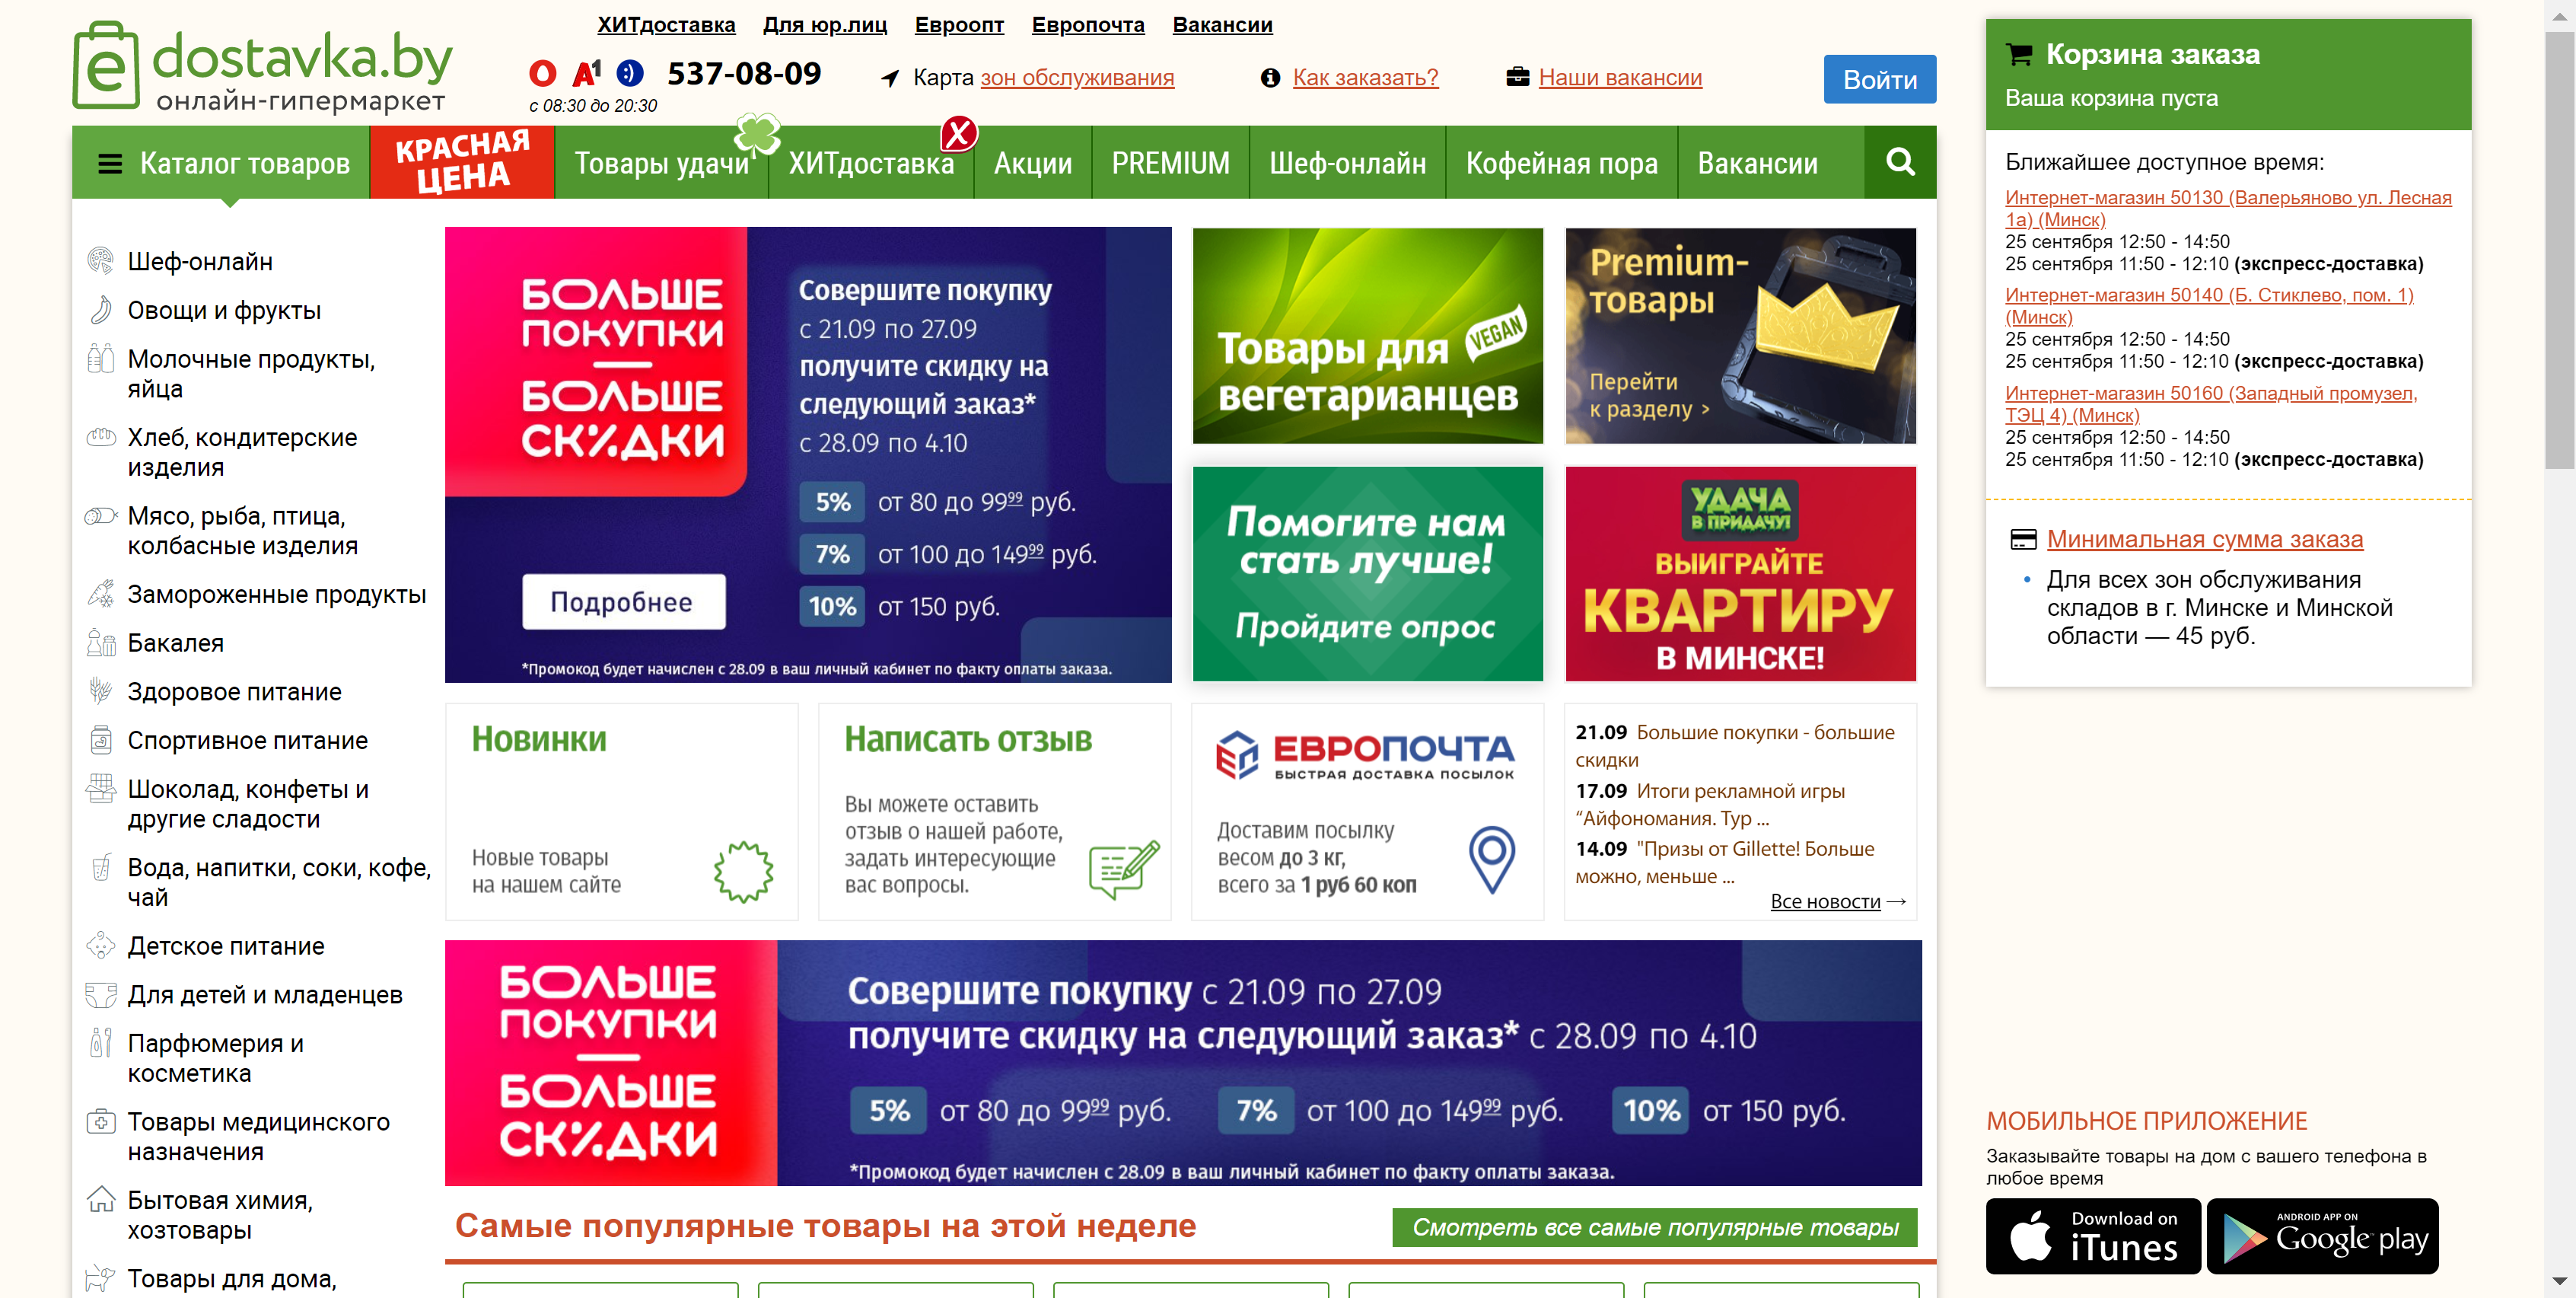 ХИТдоставка Для юр.лиц Евроопт Европочта Вакансии
e dostavka.by
онлайн-гипермаркет
A1 :) 537-08-09
с 08:30 до 20:30
Карта зон обслуживания
Как заказать?
Наши вакансии
Войти
Каталог товаров
КРАСНАЯ
ЦЕНА
Товары удачи
ХИТдоставка
X
Акции
PREMIUM
Шеф-онлайн
Кофейная пора
Вакансии
Шеф-онлайн
Овощи и фрукты
Молочные продукты,
яйца
Хлеб, кондитерские
изделия
Мясо, рыба, птица,
колбасные изделия
Замороженные продукты
Бакалея
Здоровое питание
Спортивное питание
Шоколад, конфеты и
другие сладости
Вода, напитки, соки, кофе,
чай
Детское питание
Для детей и младенцев
Парфюмерия и
косметика
Товары медицинского
назначения
Бытовая химия,
хозтовары
Товары для дома,
БОЛЬШЕ
ПОКУПКИ
—
БОЛЬШЕ
СКИДКИ
Подробнее
Совершите покупку
с 21.09 по 27.09
получите скидку на
следующий заказ*
с 28.09 по 4.10
5% от 80 до 99⁹⁹ руб.
7% от 100 до 149⁹⁹ руб.
10% от 150 руб.
*Промокод будет начислен с 28.09 в ваш личный кабинет по факту оплаты заказа.
Товары для
VEGAN
вегетарианцев
Premium-
товары
Перейти
к разделу >
Помогите нам
стать лучше!
Пройдите опрос
УДАЧА
В ПРИДАЧУ!
ВЫИГРАЙТЕ
КВАРТИРУ
В МИНСКЕ!
Новинки
Новые товары
на нашем сайте
Написать отзыв
Вы можете оставить
отзыв о нашей работе,
задать интересующие
вас вопросы.
ЕВРОПОЧТА
БЫСТРАЯ ДОСТАВКА ПОСЫЛОК
Доставим посылку
весом до 3 кг,
всего за 1 руб 60 коп
21.09 Большие покупки - большие
скидки
17.09 Итоги рекламной игры
“Айфономания. Тур ...
14.09 "Призы от Gillette! Больше
можно, меньше ...
Все новости →
БОЛЬШЕ
ПОКУПКИ
—
БОЛЬШЕ
СКИДКИ
Совершите покупку с 21.09 по 27.09
получите скидку на следующий заказ* с 28.09 по 4.10
5% от 80 до 99⁹⁹ руб. 7% от 100 до 149⁹⁹ руб. 10% от 150 руб.
*Промокод будет начислен с 28.09 в ваш личный кабинет по факту оплаты заказа.
Самые популярные товары на этой неделе
Смотреть все самые популярные товары
Корзина заказа
Ваша корзина пуста
Ближайшее доступное время:
Интернет-магазин 50130 (Валерьяново ул. Лесная
1а) (Минск)
25 сентября 12:50 - 14:50
25 сентября 11:50 - 12:10 (экспресс-доставка)
Интернет-магазин 50140 (Б. Стиклево, пом. 1)
(Минск)
25 сентября 12:50 - 14:50
25 сентября 11:50 - 12:10 (экспресс-доставка)
Интернет-магазин 50160 (Западный промузел,
ТЭЦ 4) (Минск)
25 сентября 12:50 - 14:50
25 сентября 11:50 - 12:10 (экспресс-доставка)
Минимальная сумма заказа
• Для всех зон обслуживания
складов в г. Минске и Минской
области — 45 руб.
МОБИЛЬНОЕ ПРИЛОЖЕНИЕ
Заказывайте товары на дом с вашего телефона в
любое время
Download on
iTunes
ANDROID APP ON
Google play